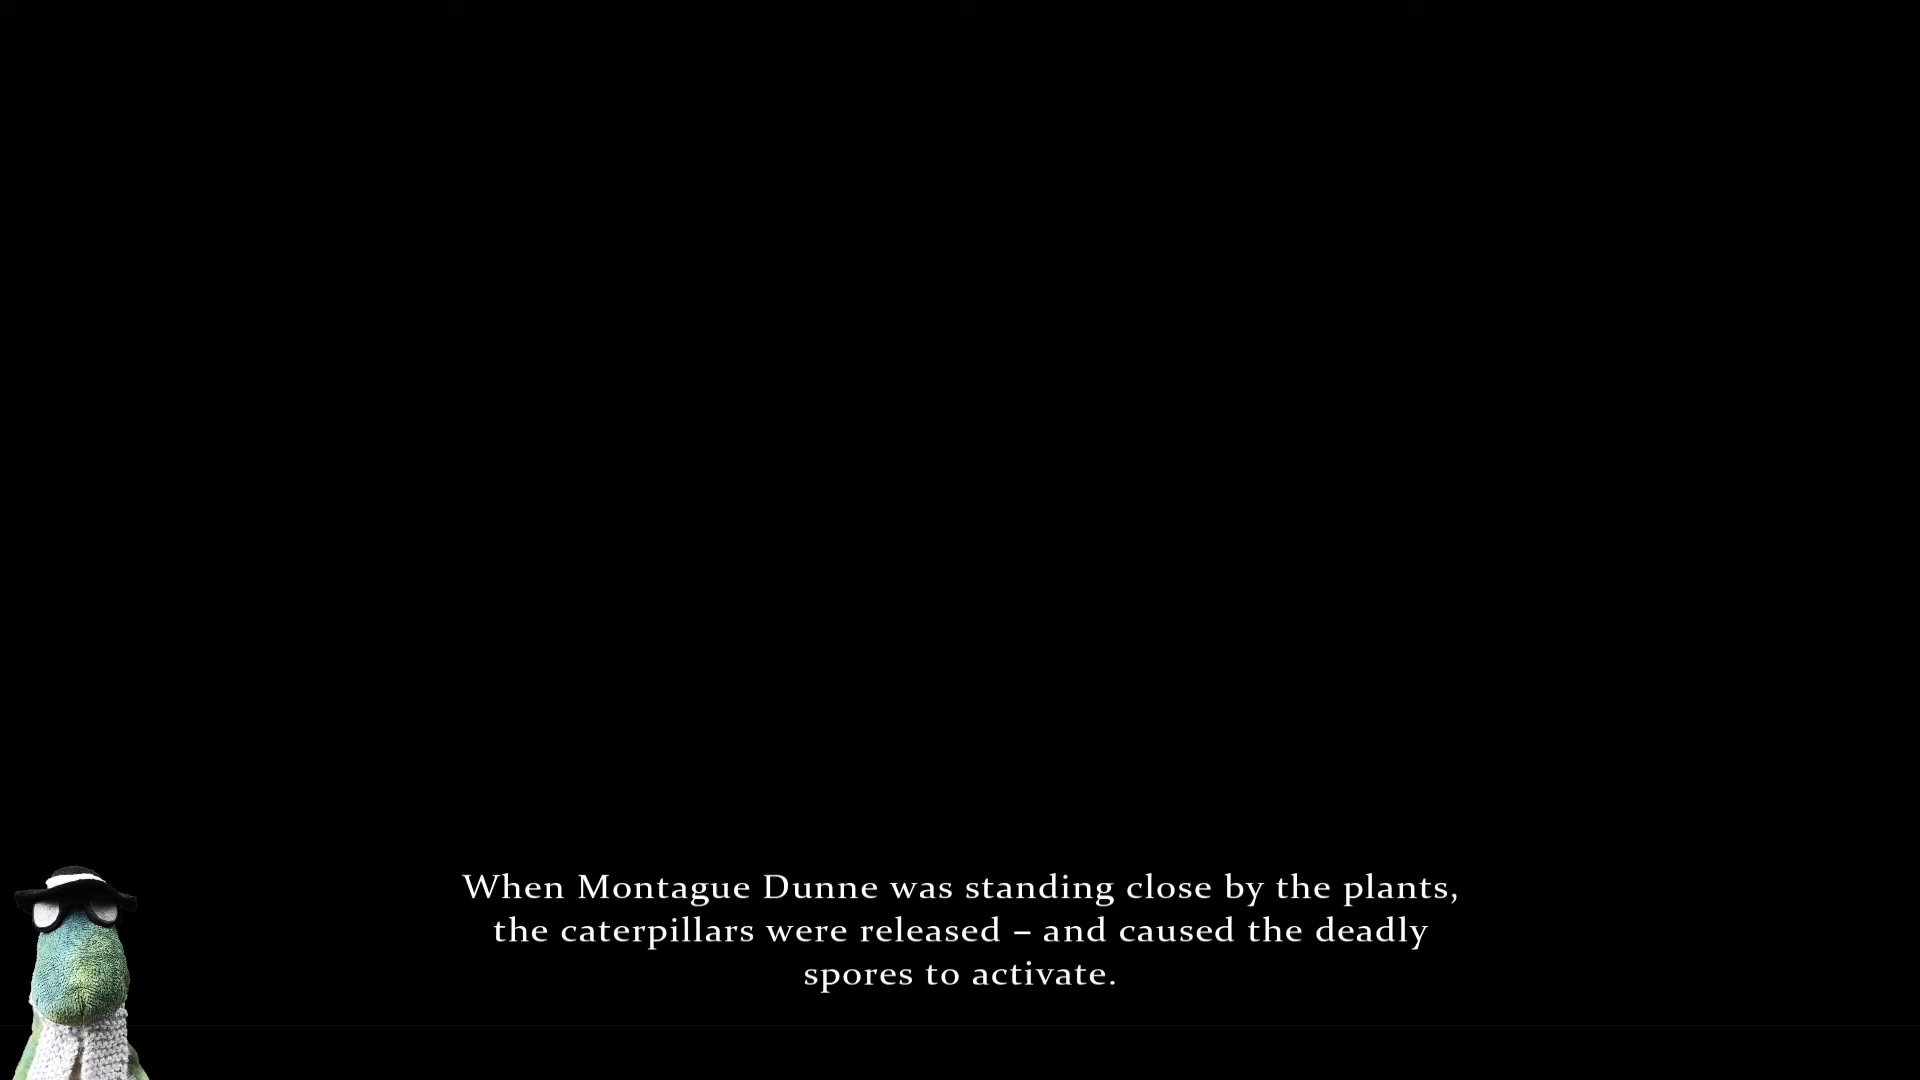 When Montague Dunne was standing close by the plants,
the caterpillars were released – and caused the deadly
spores to activate.